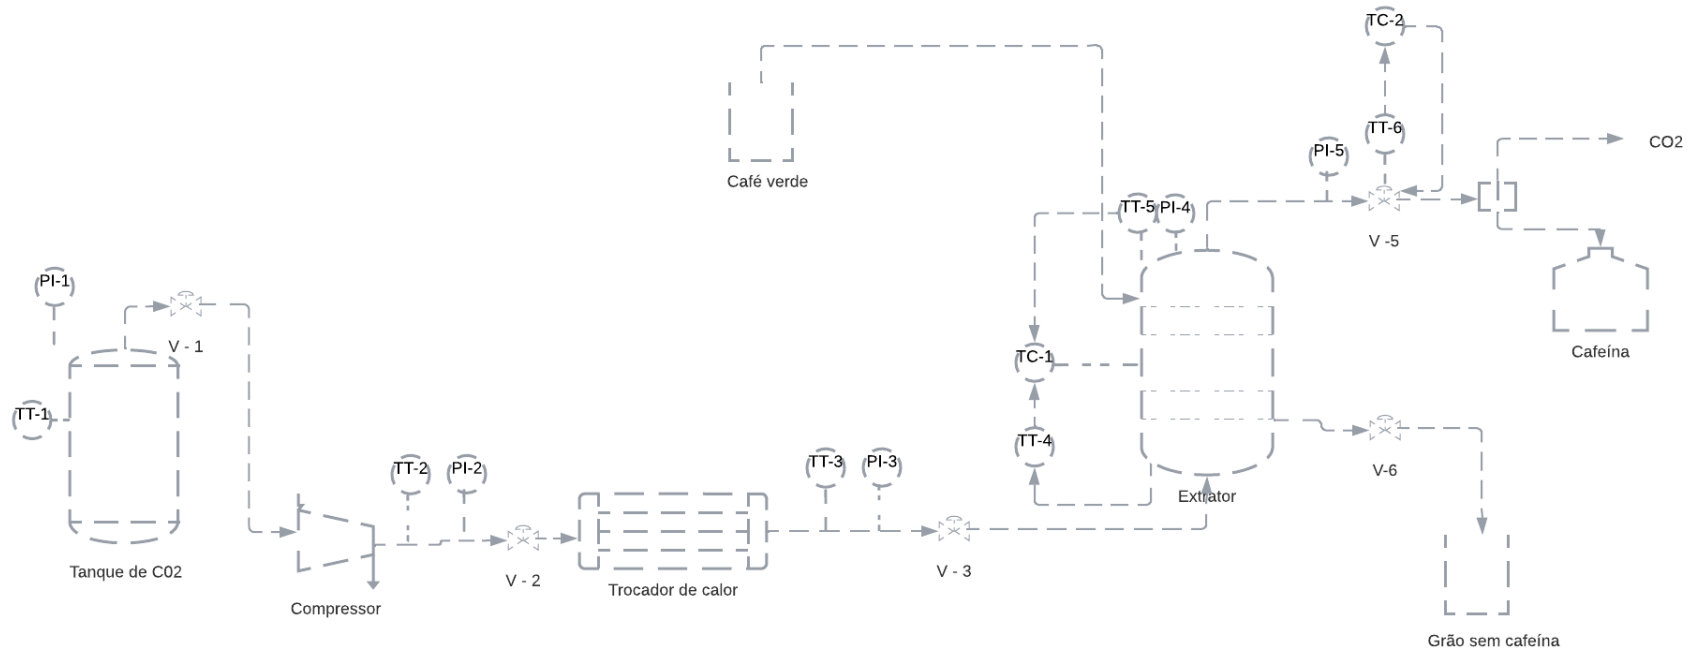 TC-2
TT-6
PI-5
CO2
Café verde
TT-5
PI-4
V -5
PI-1
V - 1
TC-1
Cafeína
TT-1
TT-4
V-6
TT-2
PI-2
TT-3
PI-3
Extrator
Tanque de C02
V - 2
V - 3
Trocador de calor
Compressor
Grão sem cafeína